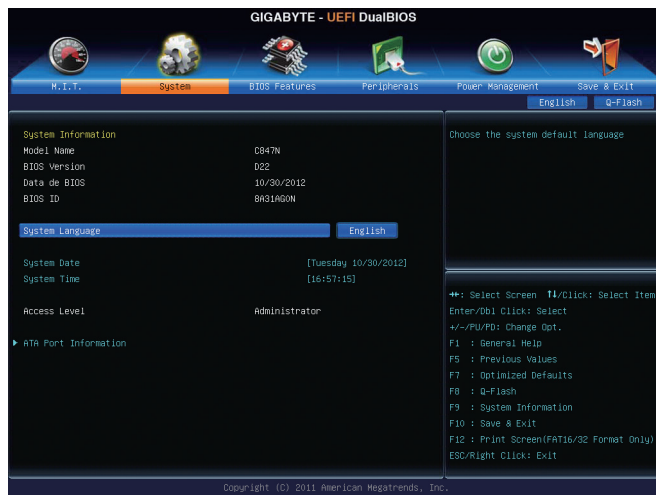 GIGABYTE - UEFI DualBIOS
M.I.T.
System
BIOS Features
Peripherals
Power Management
Save & Exit
English
Q-Flash
System Information
Model Name C847N
BIOS Version D22
Data de BIOS 10/30/2012
BIOS ID 8A31AG0N
System Language English
System Date [Tuesday 10/30/2012]
System Time [16:57:15]
Access Level Administrator
ATA Port Information
Choose the system default language
→←: Select Screen ↑↓/Click: Select Item
Enter/Dbl Click: Select
+/-/PU/PD: Change Opt.
F1 : General Help
F5 : Previous Values
F7 : Optimized Defaults
F8 : Q-Flash
F9 : System Information
F10 : Save & Exit
F12 : Print Screen(FAT16/32 Format Only)
ESC/Right Click: Exit
Copyright (C) 2011 American Megatrends, Inc.